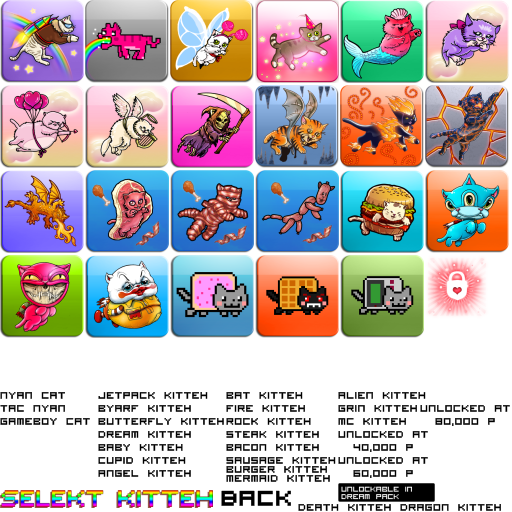 NYAN CAT JETPACK KITTEH BAT KITTEH ALIEN KITTEH
TAC NYAN BYARF KITTEH FIRE KITTEH GRIN KITTEH UNLOCKED AT
GAMEBOY CAT BUTTERFLY KITTEH ROCK KITTEH MC KITTEH 80,000 P
DREAM KITTEH STEAK KITTEH UNLOCKED AT
BABY KITTEH BACON KITTEH 40,000 P
CUPID KITTEH SAUSAGE KITTEH UNLOCKED AT
ANGEL KITTEH BURGER KITTEH 60,000 P
MERMAID KITTEH
SELEKT KITTEH BACK UNLOCKABLE IN
DREAM PACK
DEATH KITTEH DRAGON KITTEH